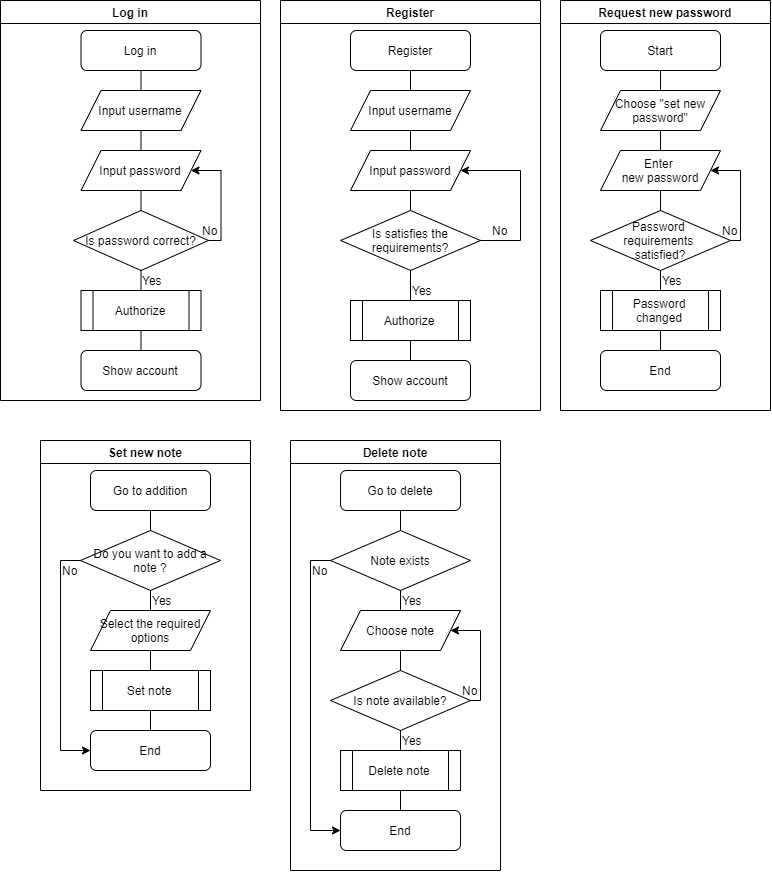 Log in
Log in
Input username
Input password
No
Is password correct?
Yes
Authorize
Show account
Register
Register
Input username
Input password
Is satisfies the
requirements?
No
Yes
Authorize
Show account
Request new password
Start
Choose "set new
password"
Enter
new password
Password
requirements
satisfied?
No
Yes
Password
changed
End
Set new note
Go to addition
Do you want to add a
note ?
No
Yes
Select the required
options
Set note
End
Delete note
Go to delete
Note exists
No
Yes
Choose note
Is note available?
No
Yes
Delete note
End